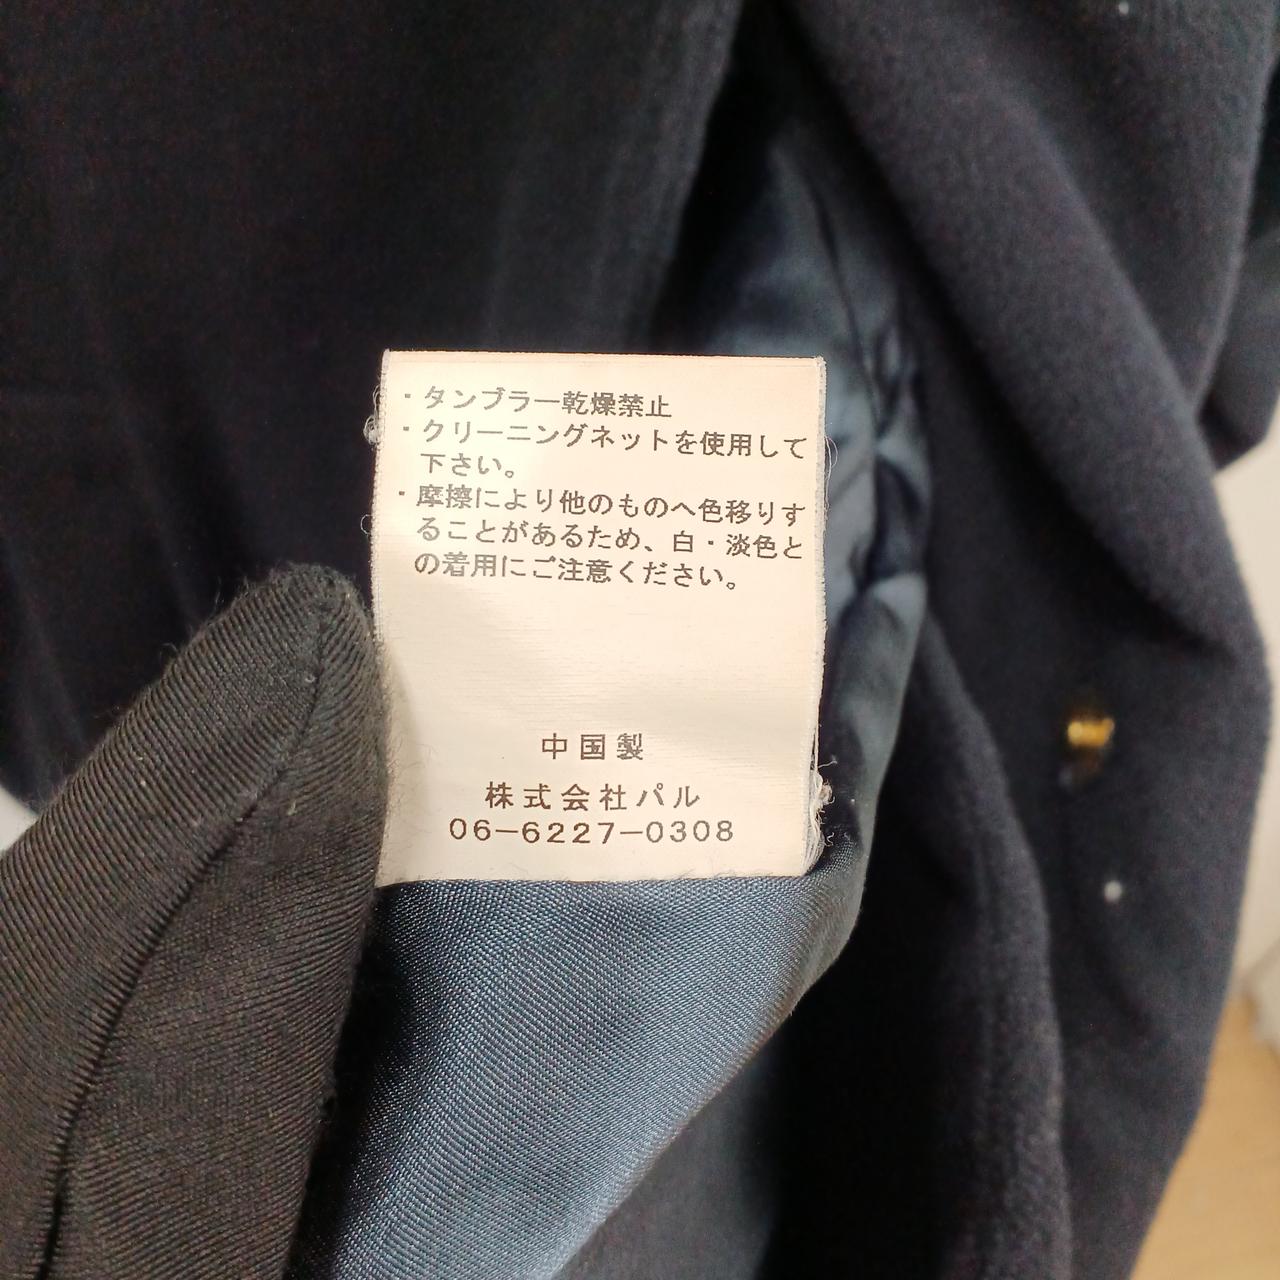 ・タンブラー乾燥禁止
・クリーニングネットを使用して
下さい。
・摩擦により他のものへ色移りす
ることがあるため、白・淡色と
の着用にご注意ください。
中国製
株式会社パル
06-6227-0308